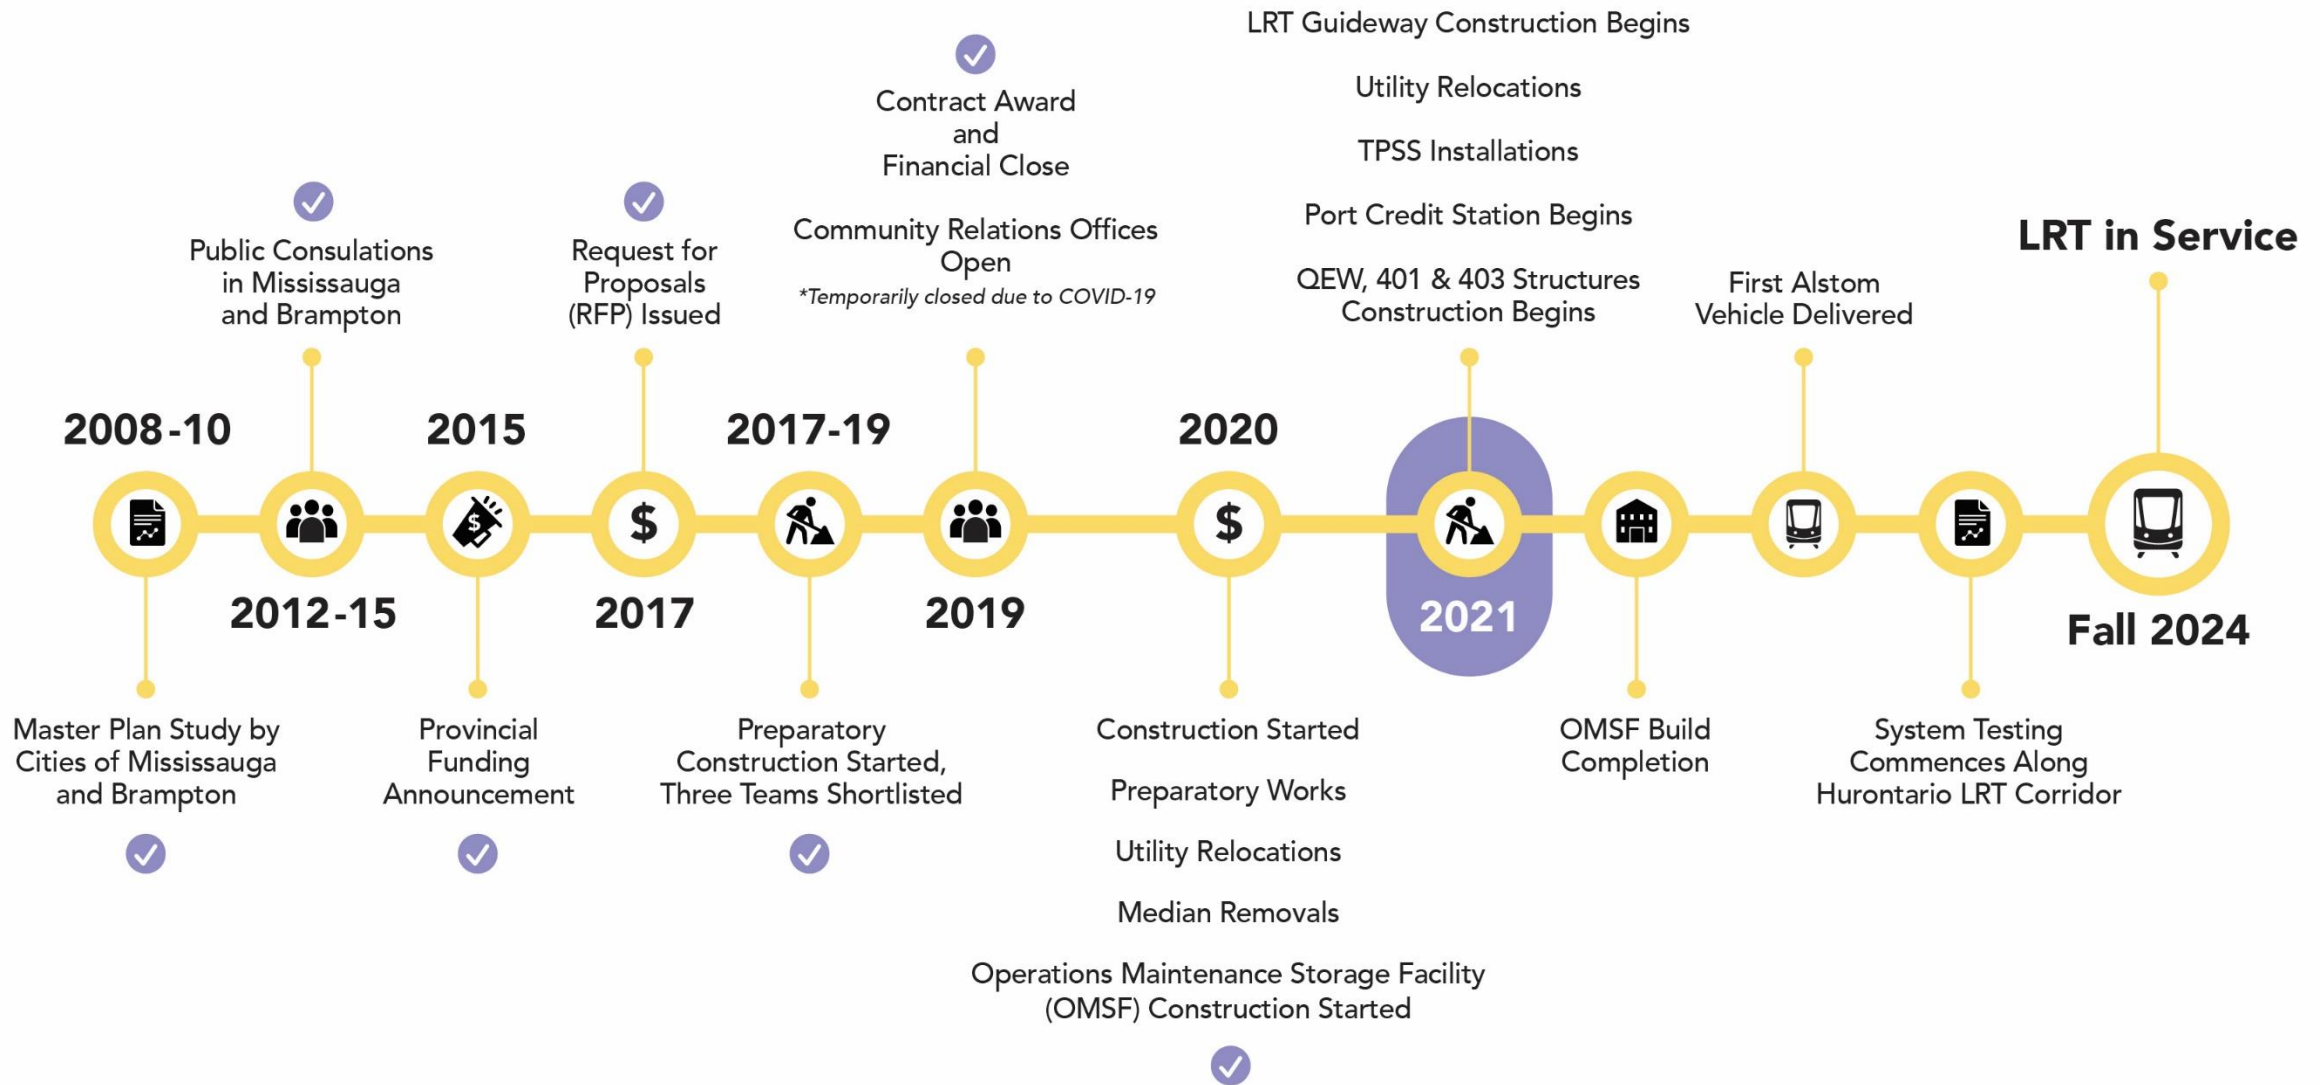 2008-10
Master Plan Study by
Cities of Mississauga
and Brampton
Public Consulations
in Mississauga
and Brampton
2012-15
2015
$
Provincial
Funding
Announcement
Request for
Proposals
(RFP) Issued
$
2017
2017-19
Preparatory
Construction Started,
Three Teams Shortlisted
Contract Award
and
Financial Close
Community Relations Offices
Open
*Temporarily closed due to COVID-19
2019
2020
$
Construction Started
Preparatory Works
Utility Relocations
Median Removals
Operations Maintenance Storage Facility
(OMSF) Construction Started
LRT Guideway Construction Begins
Utility Relocations
TPSS Installations
Port Credit Station Begins
QEW, 401 & 403 Structures
Construction Begins
2021
OMSF Build
Completion
First Alstom
Vehicle Delivered
System Testing
Commences Along
Hurontario LRT Corridor
LRT in Service
Fall 2024